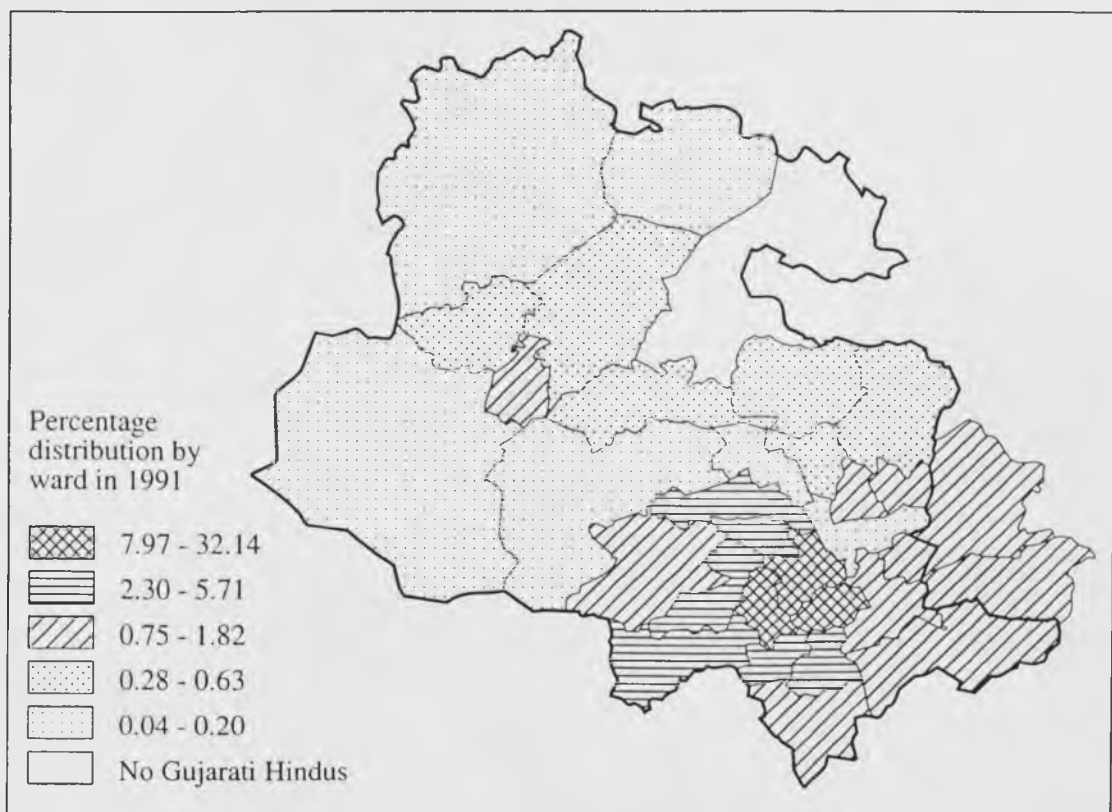 Percentage
distribution by
ward in 1991
7.97 - 32.14
2.30 - 5.71
0.75 - 1.82
0.28 - 0.63
0.04 - 0.20
No Gujarati Hindus